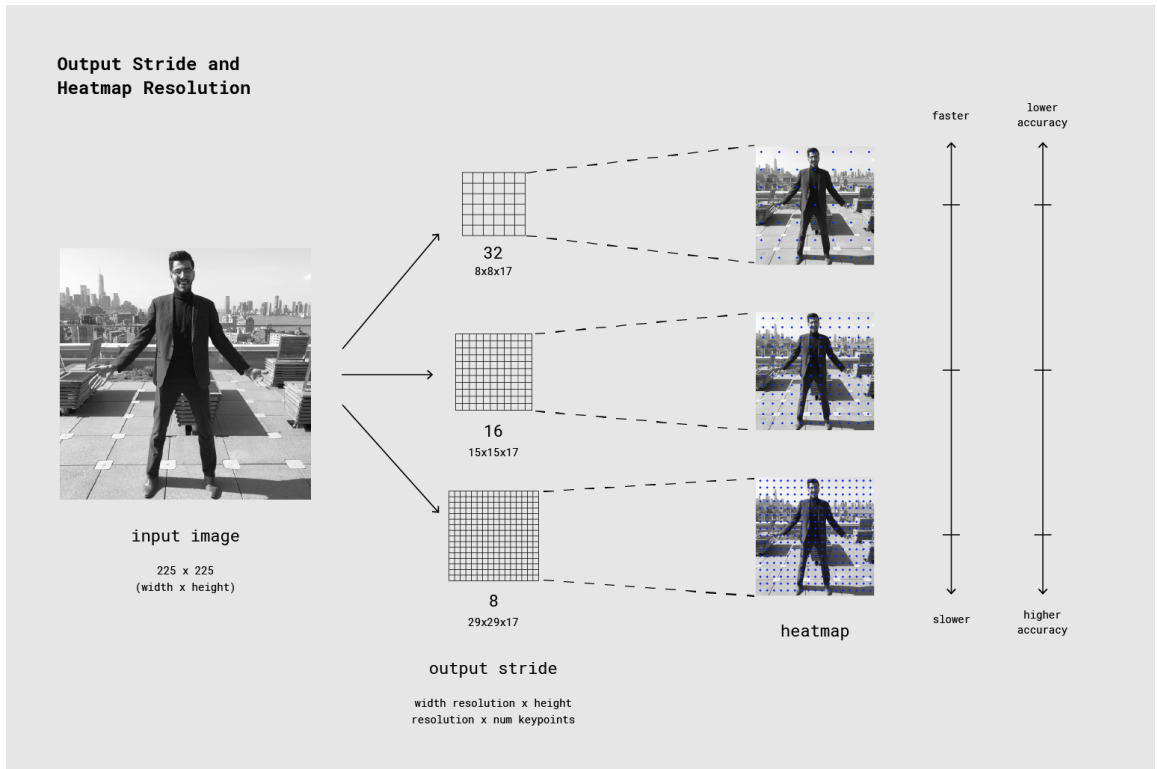 Output Stride and
Heatmap Resolution
input image
225 x 225
(width x height)
32
8x8x17
16
15x15x17
8
29x29x17
output stride
width resolution x height
resolution x num keypoints
heatmap
faster
slower
lower
accuracy
higher
accuracy